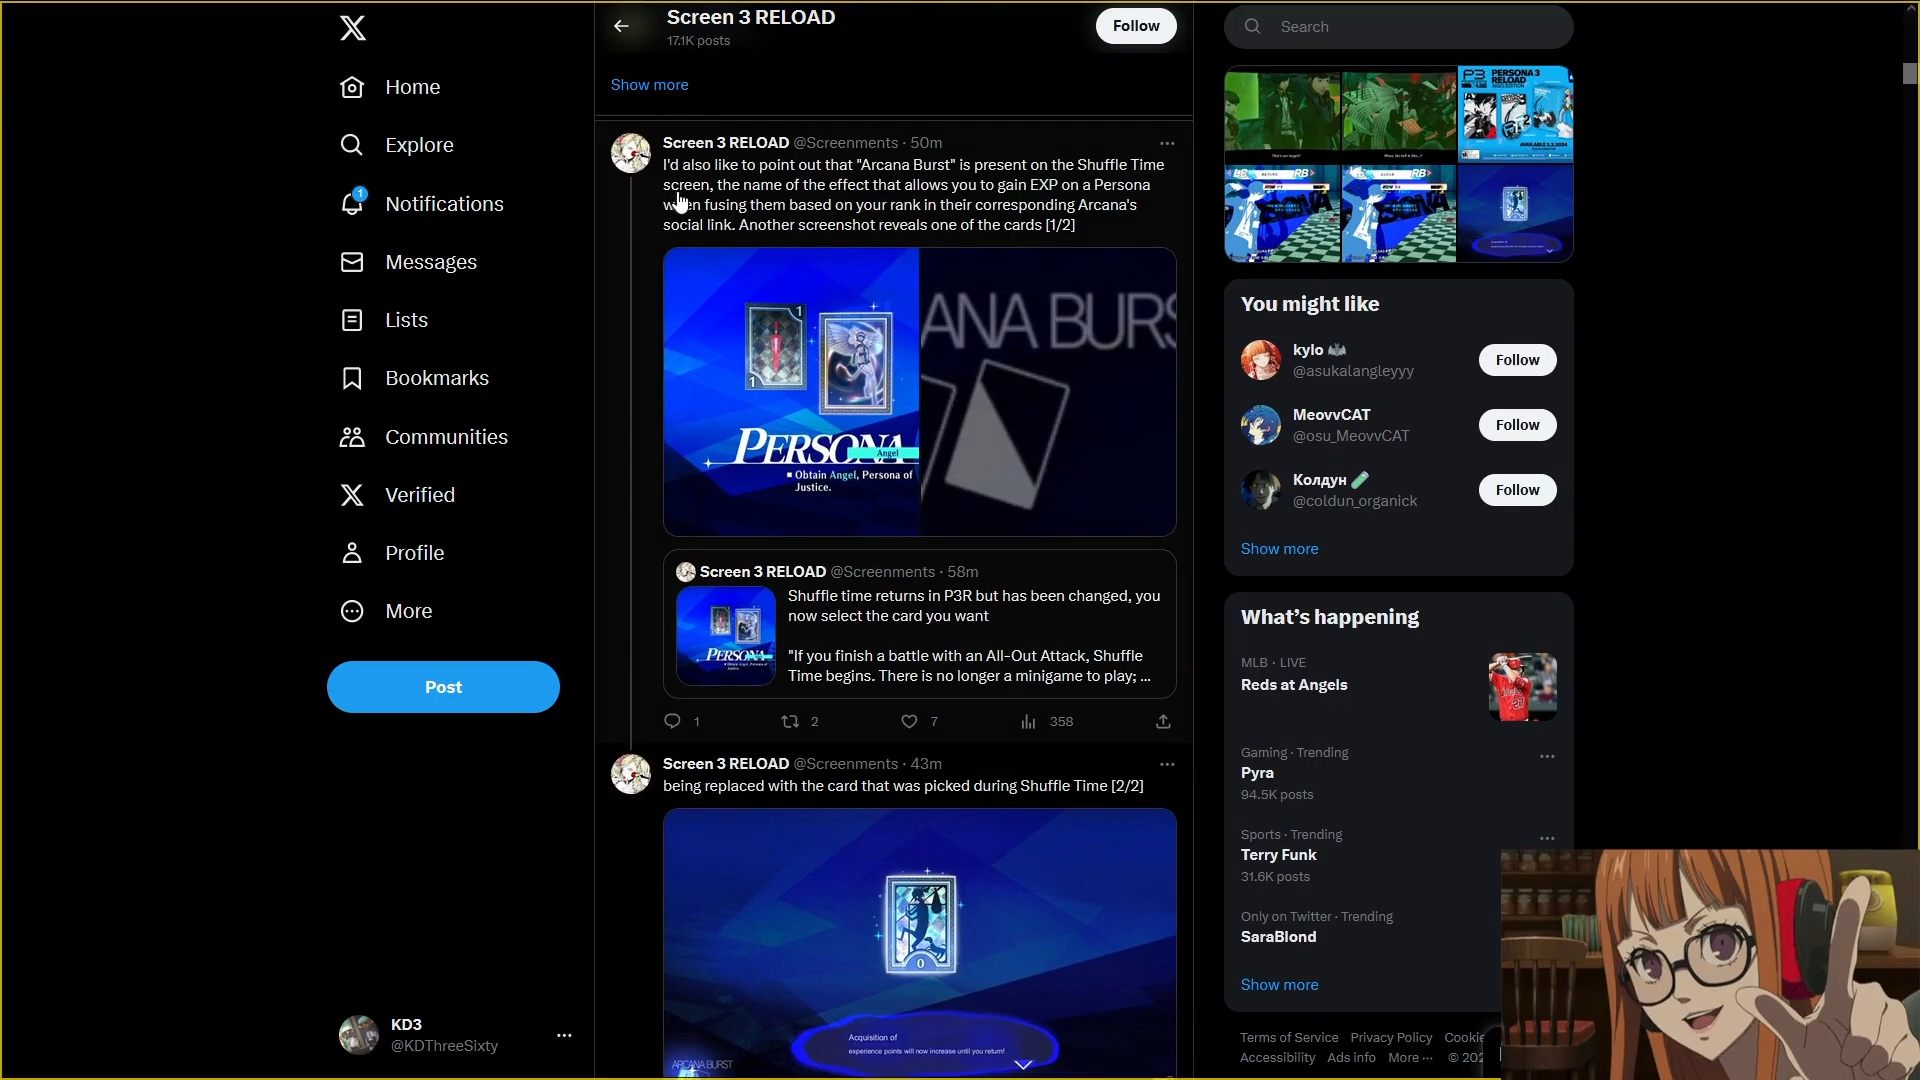 Home
Explore
1
Notifications
Messages
Lists
Bookmarks
Communities
Verified
Profile
More
Post
KD3
@KDThreeSixty
Screen 3 RELOAD
17.1K posts
Follow
Show more
Screen 3 RELOAD @Screenments · 50m
I'd also like to point out that "Arcana Burst" is present on the Shuffle Time
screen, the name of the effect that allows you to gain EXP on a Persona
when fusing them based on your rank in their corresponding Arcana's
social link. Another screenshot reveals one of the cards [1/2]
1
1
PERSONA
Angel
Obtain Angel, Persona of
Justice.
ANA BURS
Screen 3 RELOAD @Screenments · 58m
Shuffle time returns in P3R but has been changed, you
now select the card you want
"If you finish a battle with an All-Out Attack, Shuffle
Time begins. There is no longer a minigame to play; ...
PERSONA
1
2
7
358
Screen 3 RELOAD @Screenments · 43m
being replaced with the card that was picked during Shuffle Time [2/2]
0
Acquisition of
experience points will now increase until you return!
ARCANA BURST
Search
PERSONA 3
RELOAD
You might like
kylo
@asukalangleyyy
Follow
MeovvCAT
@osu_MeovvCAT
Follow
Колдун
@coldun_organick
Follow
Show more
What's happening
MLB · LIVE
Reds at Angels
Gaming · Trending
Pyra
94.5K posts
Sports · Trending
Terry Funk
31.6K posts
Only on Twitter · Trending
SaraBlond
Show more
Terms of Service Privacy Policy Cookie
Accessibility Ads info More ··· © 202